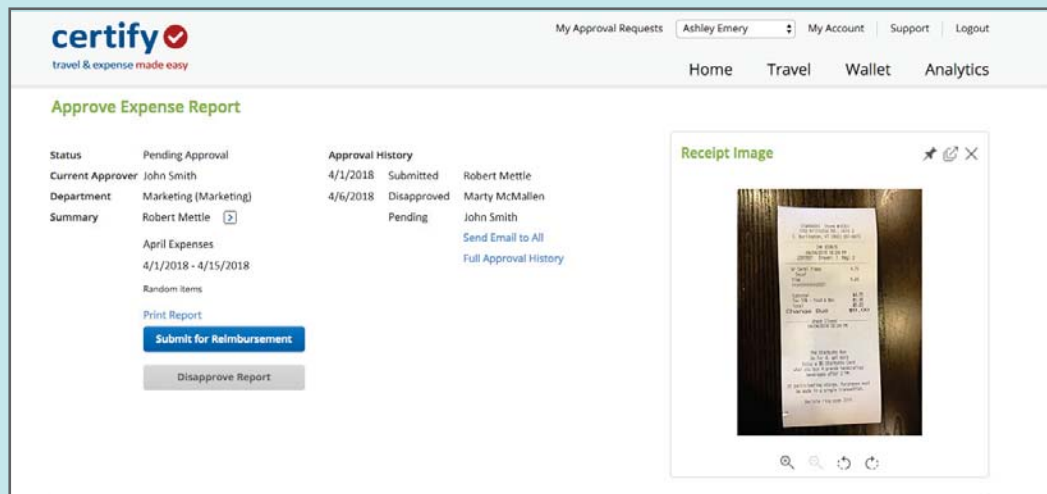 My Approval Requests Ashley Emery My Account Support Logout
certify
travel & expense made easy
Home Travel Wallet Analytics
Approve Expense Report
Status Pending Approval
Current Approver John Smith
Department Marketing (Marketing)
Summary Robert Mettle
April Expenses
4/1/2018 - 4/15/2018
Random items
Print Report
Submit for Reimbursement
Disapprove Report
Approval History
4/1/2018 Submitted Robert Mettle
4/6/2018 Disapproved Marty McMallen
Pending John Smith
Send Email to All
Full Approval History
Receipt Image
Change Due